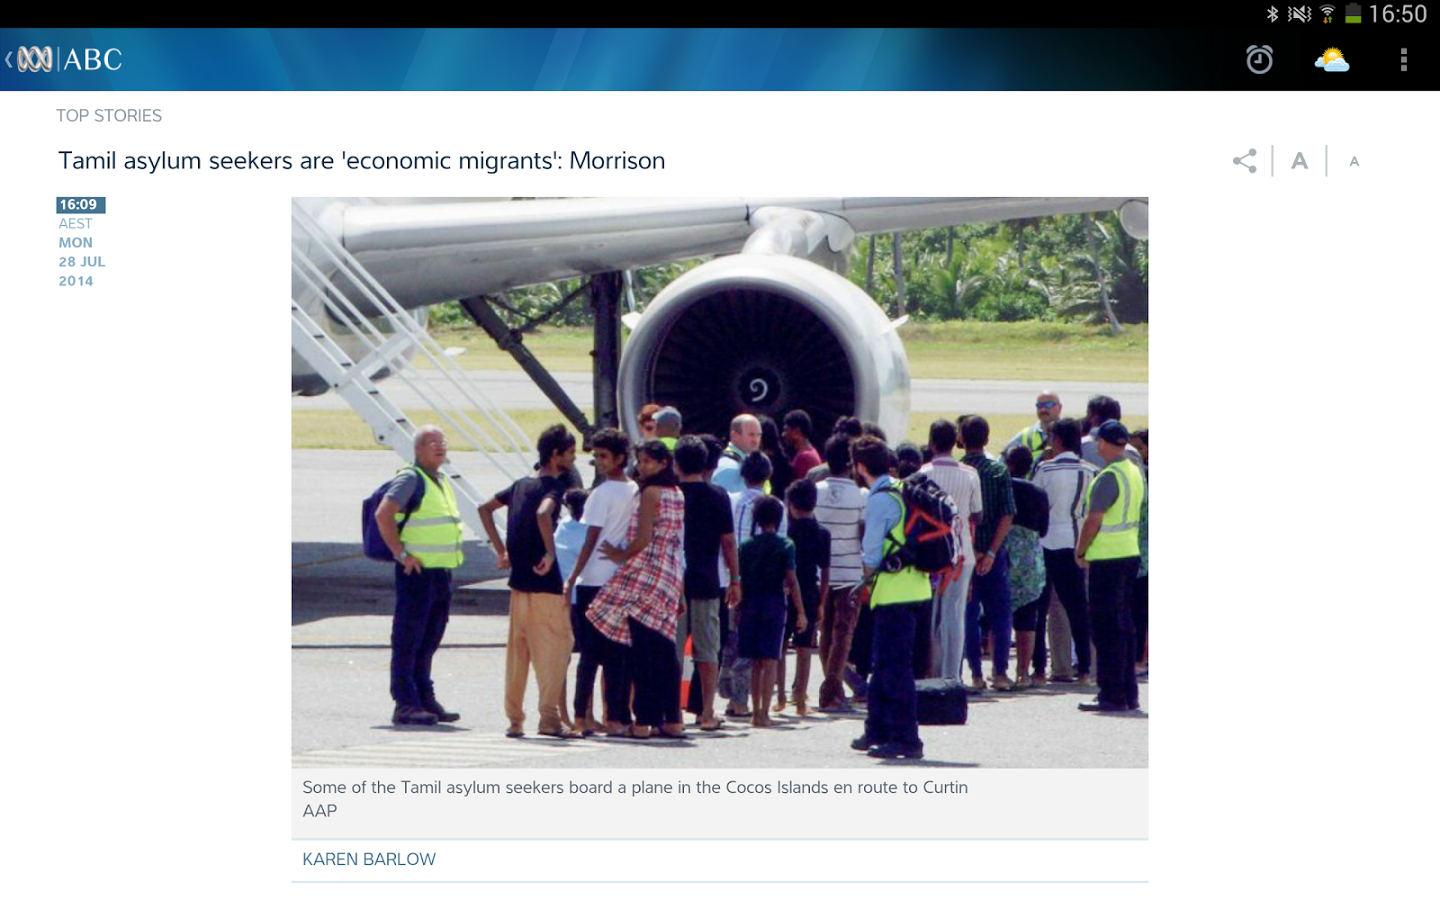 16:50
ABC
TOP STORIES
Tamil asylum seekers are 'economic migrants': Morrison
A A
16:09
AEST
MON
28 JUL
2014
Some of the Tamil asylum seekers board a plane in the Cocos Islands en route to Curtin
AAP
KAREN BARLOW